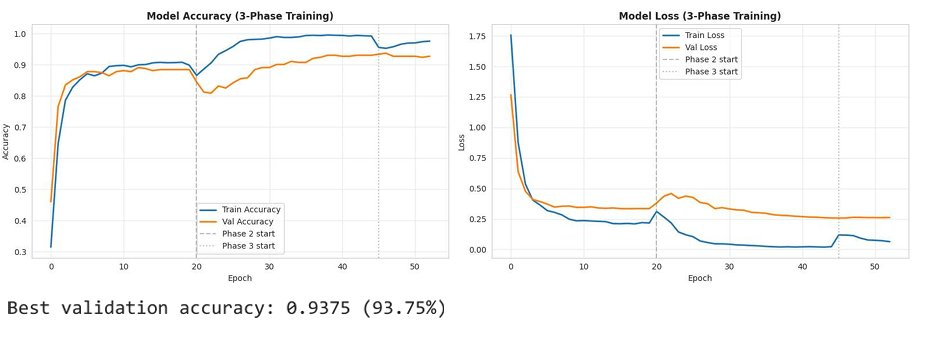 Model Accuracy (3-Phase Training)
1.0
0.9
0.8
0.7
0.6
0.5
0.4
0.3
Accuracy
0
10
20
30
40
50
Epoch
Train Accuracy
Val Accuracy
Phase 2 start
Phase 3 start
Model Loss (3-Phase Training)
1.75
1.50
1.25
1.00
0.75
0.50
0.25
0.00
Loss
0
10
20
30
40
50
Epoch
Train Loss
Val Loss
Phase 2 start
Phase 3 start
Best validation accuracy: 0.9375 (93.75%)